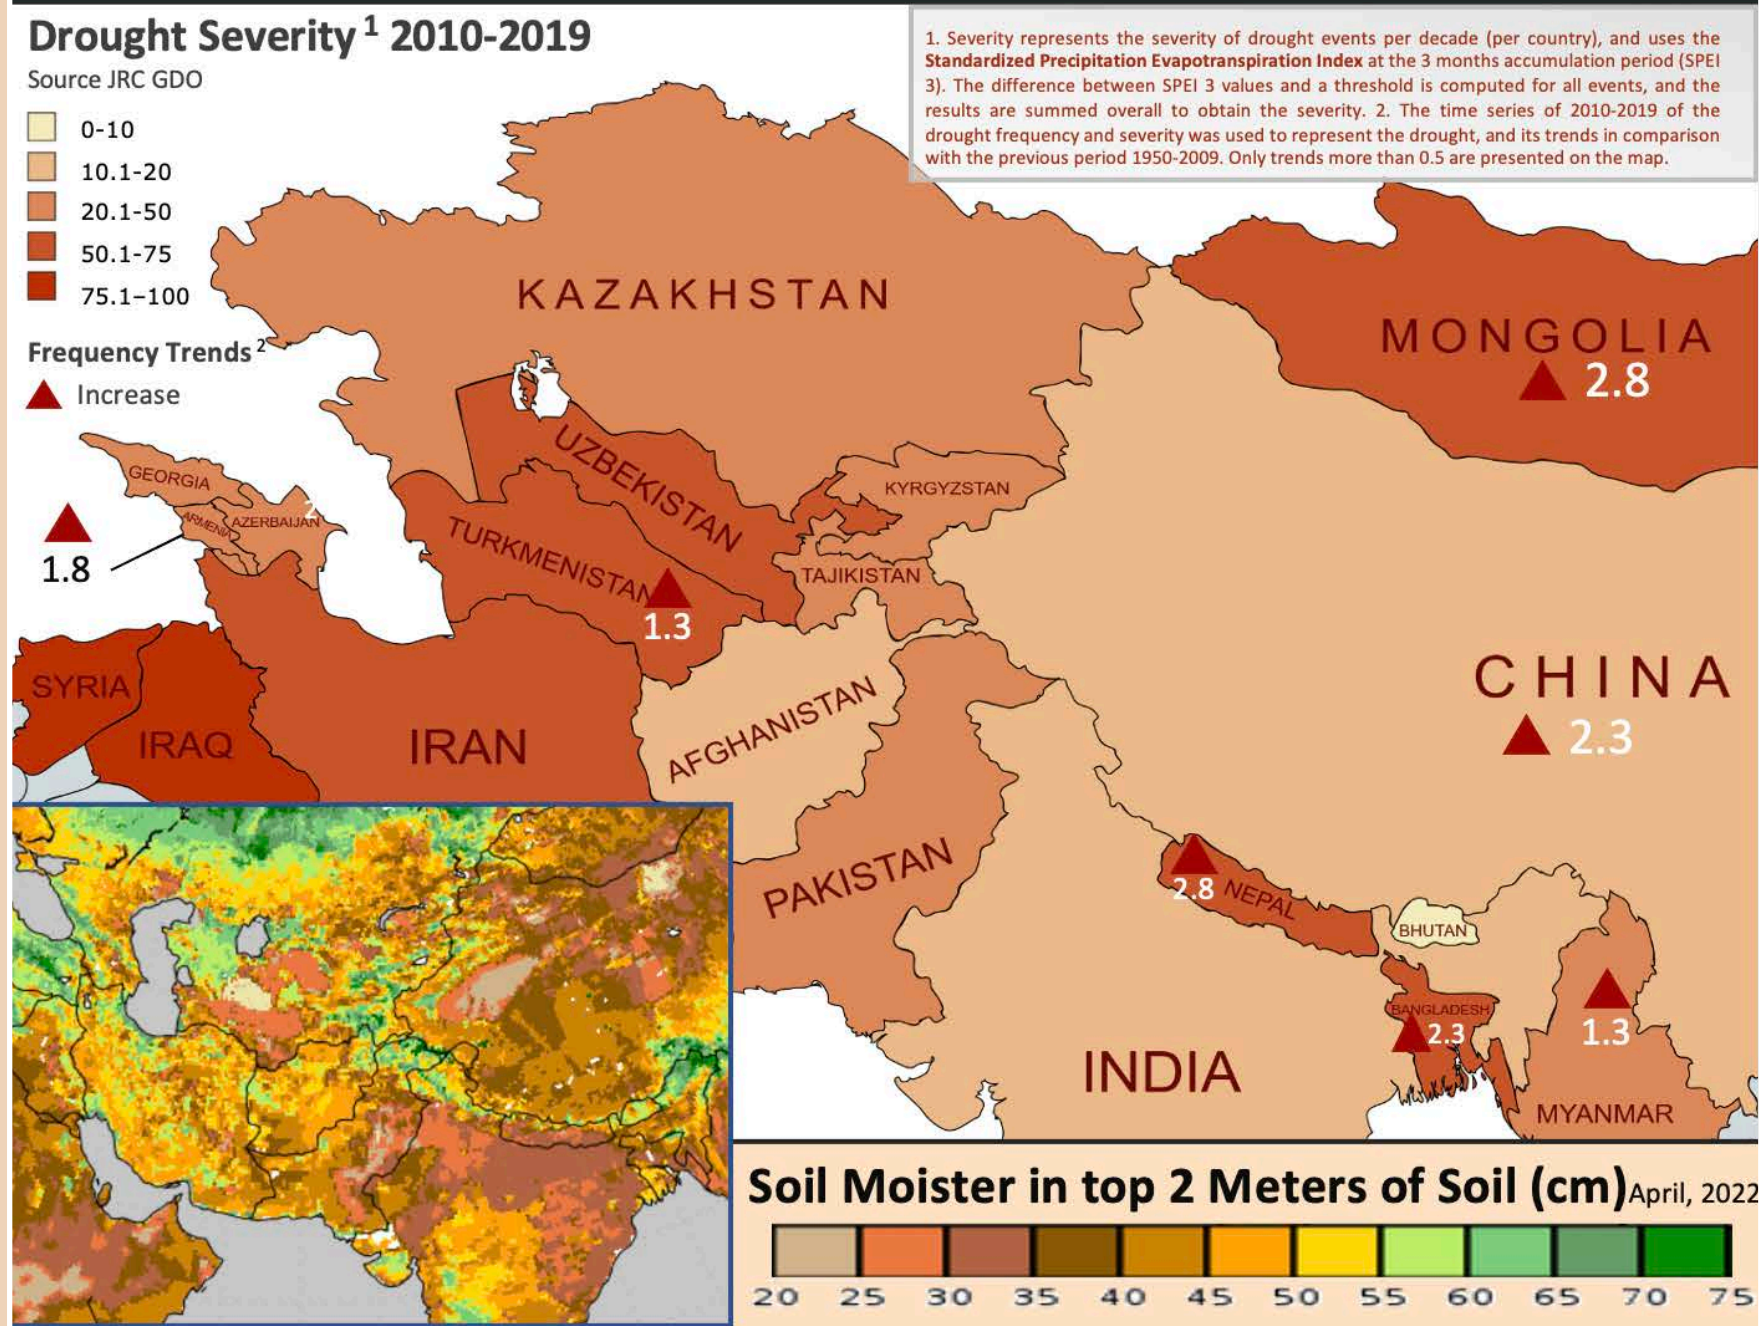 Drought Severity 1 2010-2019
Source JRC GDO
0-10
10.1-20
20.1-50
50.1-75
75.1–100
Frequency Trends 2
Increase
1. Severity represents the severity of drought events per decade (per country), and uses the
Standardized Precipitation Evapotranspiration Index at the 3 months accumulation period (SPEI
3). The difference between SPEI 3 values and a threshold is computed for all events, and the
results are summed overall to obtain the severity. 2. The time series of 2010-2019 of the
drought frequency and severity was used to represent the drought, and its trends in comparison
with the previous period 1950-2009. Only trends more than 0.5 are presented on the map.
KAZAKHSTAN
MONGOLIA
2.8
GEORGIA
ARMENIA
AZERBAIJAN
2
1.8
UZBEKISTAN
KYRGYZSTAN
TURKMENISTAN
1.3
TAJIKISTAN
SYRIA
IRAQ
IRAN
AFGHANISTAN
CHINA
2.3
PAKISTAN
2.8
NEPAL
BHUTAN
BANGLADESH
2.3
1.3
INDIA
MYANMAR
Soil Moister in top 2 Meters of Soil (cm) April, 2022
20 25 30 35 40 45 50 55 60 65 70 75